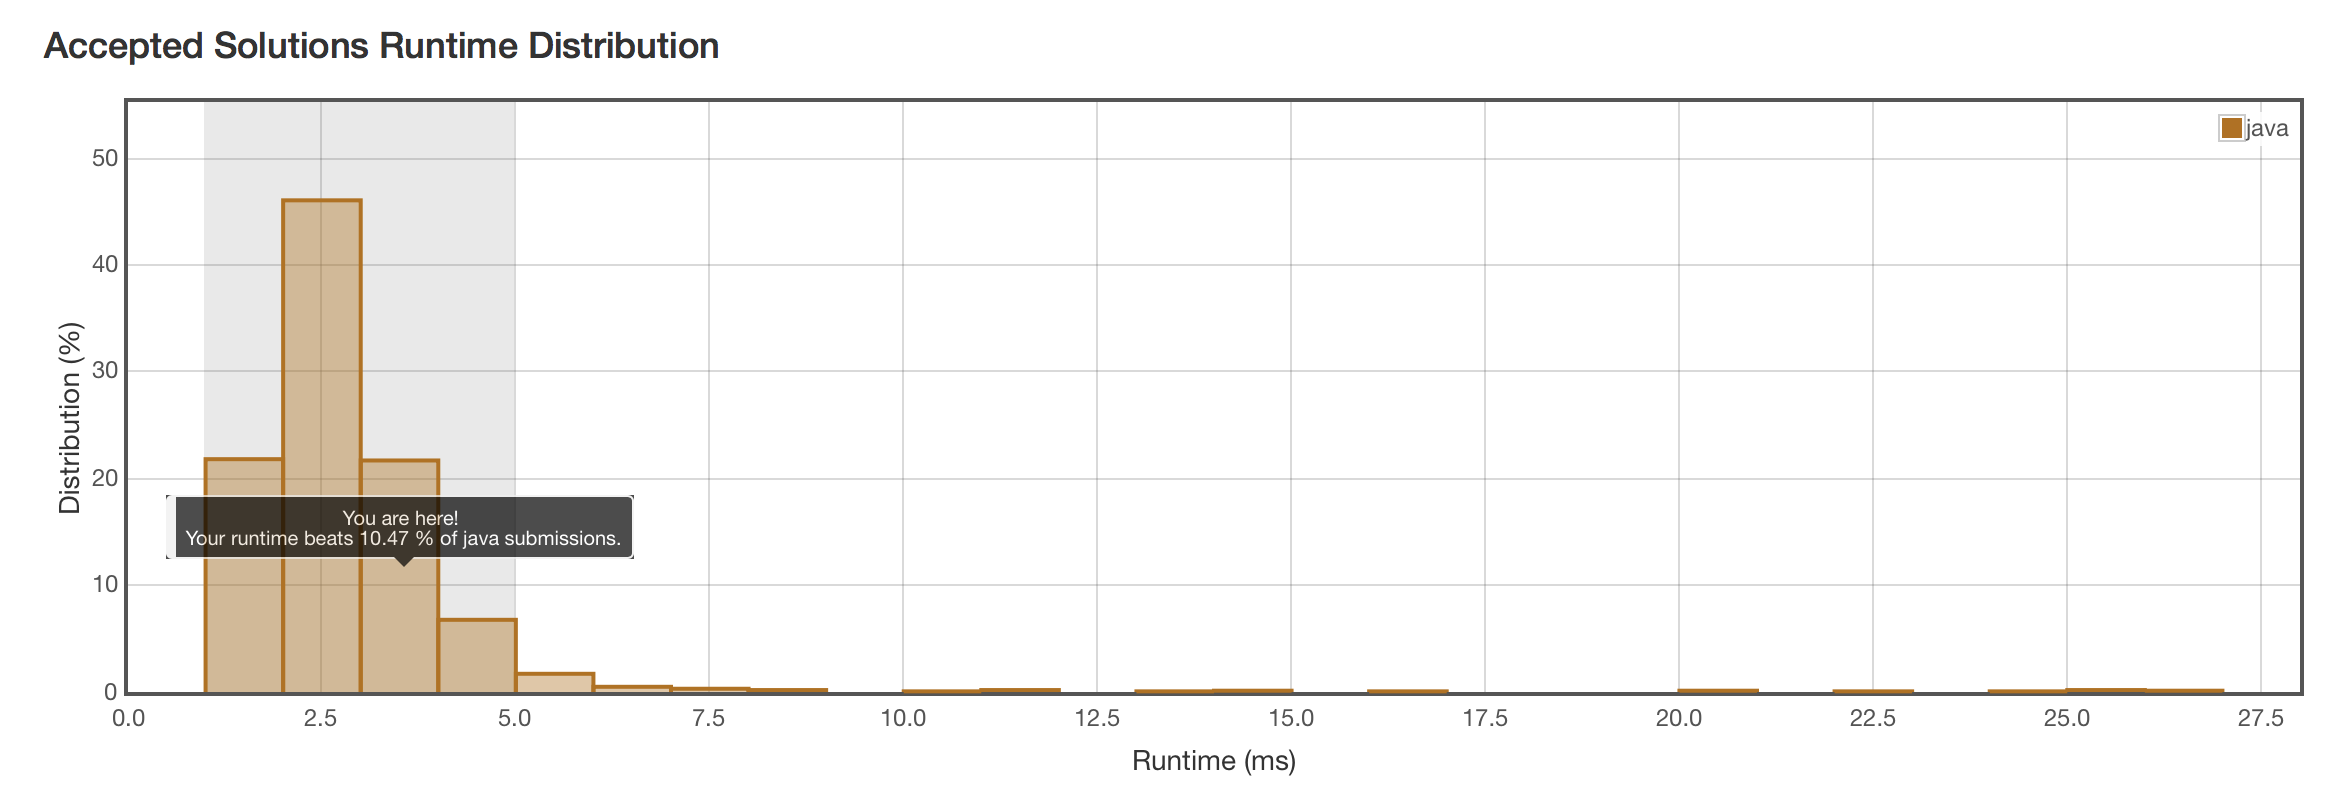 Accepted Solutions Runtime Distribution
java
50
40
30
20
10
0
Distribution (%)
You are here!
Your runtime beats 10.47 % of java submissions.
0.0 2.5 5.0 7.5 10.0 12.5 15.0 17.5 20.0 22.5 25.0 27.5
Runtime (ms)